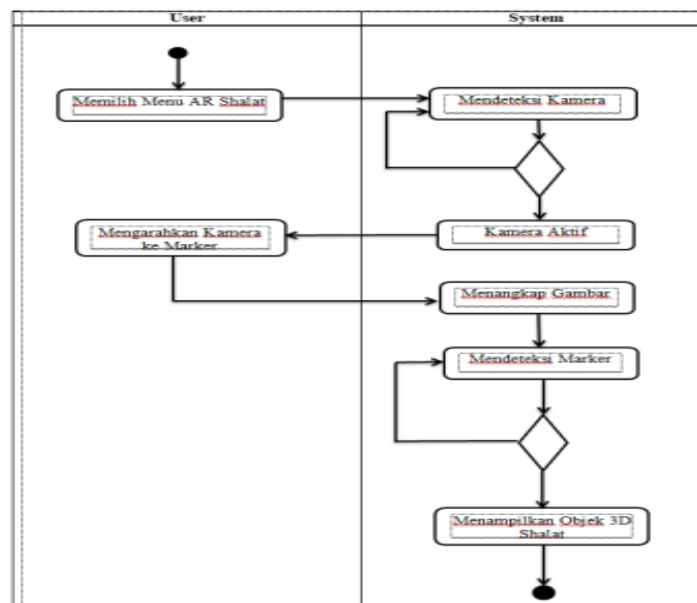 User
System
Memilih Menu AR Shalat
Mendeteksi Kamera
Kamera Aktif
Mengarahkan Kamera
ke Marker
Menangkap Gambar
Mendeteksi Marker
Menampilkan Objek 3D
Shalat